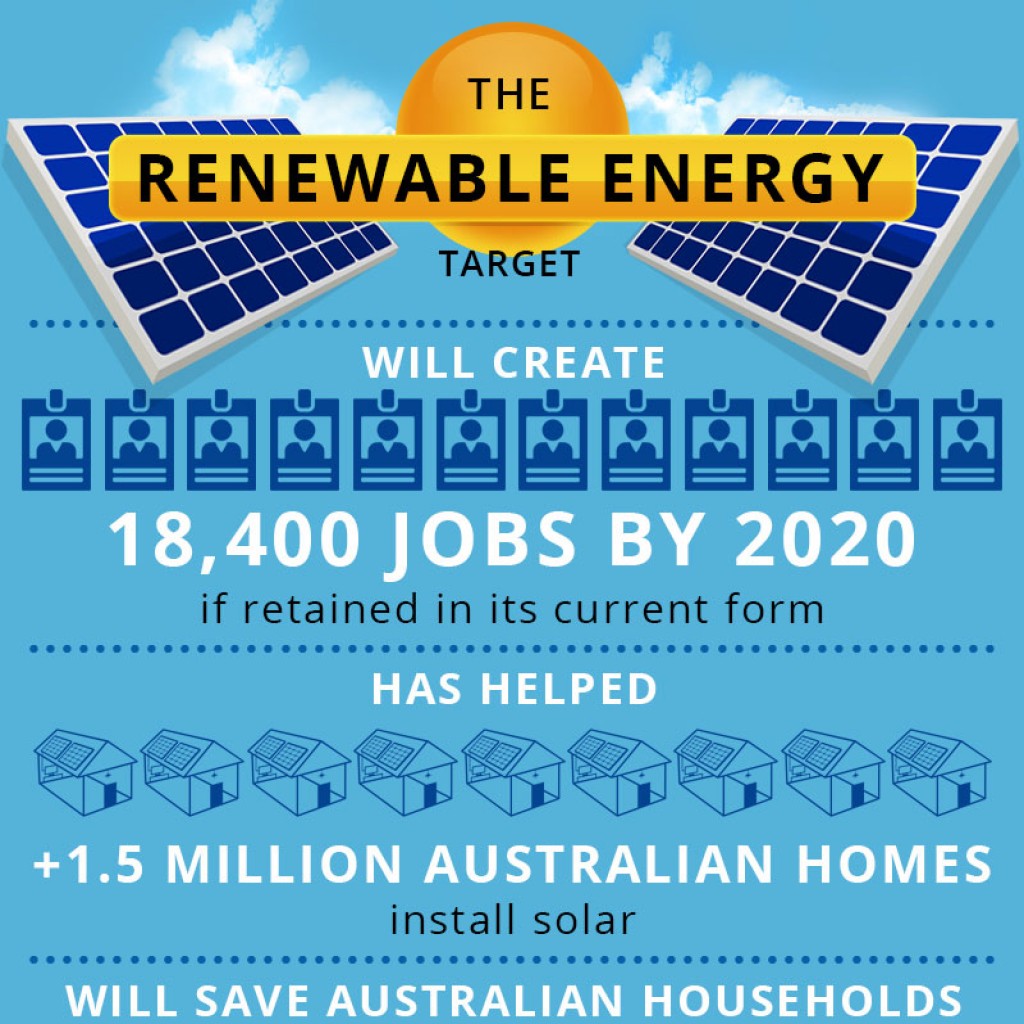 THE
RENEWABLE ENERGY
TARGET
WILL CREATE
18,400 JOBS BY 2020
if retained in its current form
HAS HELPED
+1.5 MILLION AUSTRALIAN HOMES
install solar
WILL SAVE AUSTRALIAN HOUSEHOLDS